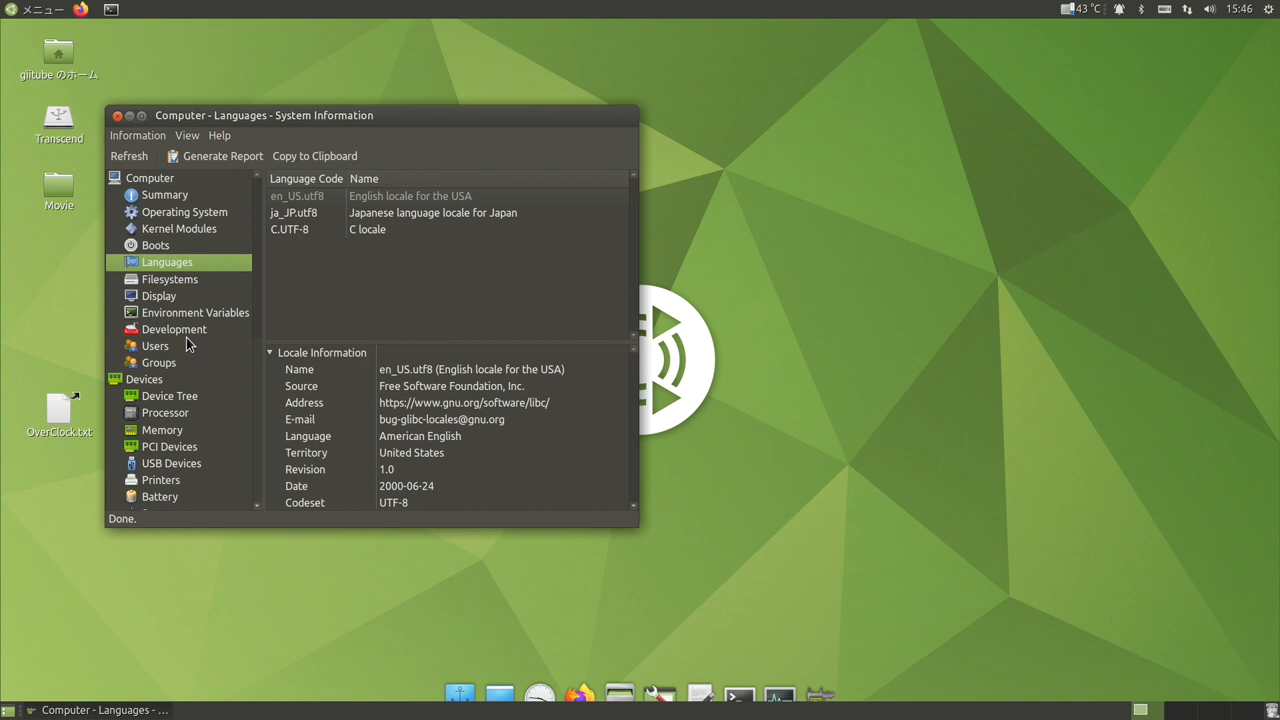 メニュー
43 ℃
15:46
giitube のホーム
Transcend
Movie
OverClock.txt
Computer - Languages - System Information
Information View Help
Refresh Generate Report Copy to Clipboard
Computer
Summary
Operating System
Kernel Modules
Boots
Languages
Filesystems
Display
Environment Variables
Development
Users
Groups
Devices
Device Tree
Processor
Memory
PCI Devices
USB Devices
Printers
Battery
Language Code Name
en_US.utf8 English locale for the USA
ja_JP.utf8 Japanese language locale for Japan
C.UTF-8 C locale
Locale Information
Name en_US.utf8 (English locale for the USA)
Source Free Software Foundation, Inc.
Address https://www.gnu.org/software/libc/
E-mail bug-glibc-locales@gnu.org
Language American English
Territory United States
Revision 1.0
Date 2000-06-24
Codeset UTF-8
Done.
Computer - Languages - ...